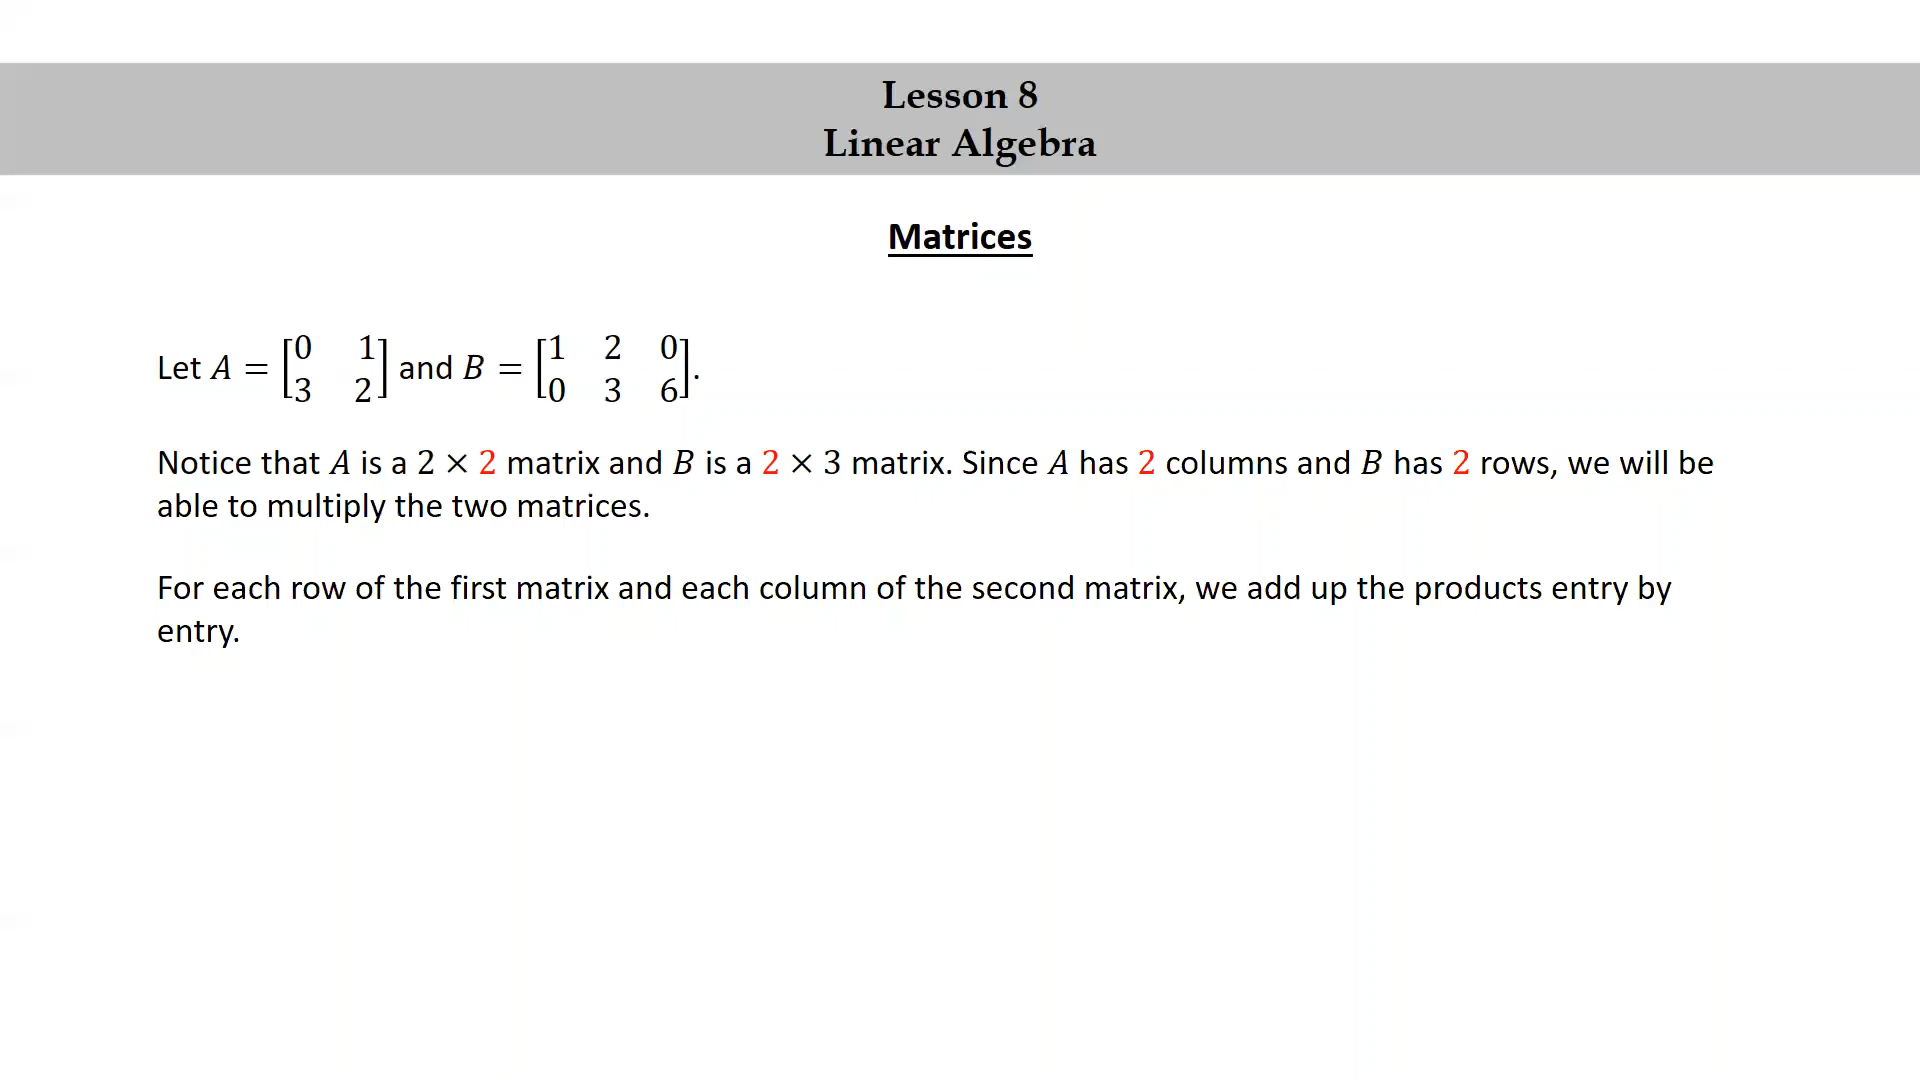 Lesson 8
Linear Algebra
Matrices
Let A = [0 1; 3 2] and B = [1 2 0; 0 3 6].
Notice that A is a 2 × 2 matrix and B is a 2 × 3 matrix. Since A has 2 columns and B has 2 rows, we will be
able to multiply the two matrices.
For each row of the first matrix and each column of the second matrix, we add up the products entry by
entry.